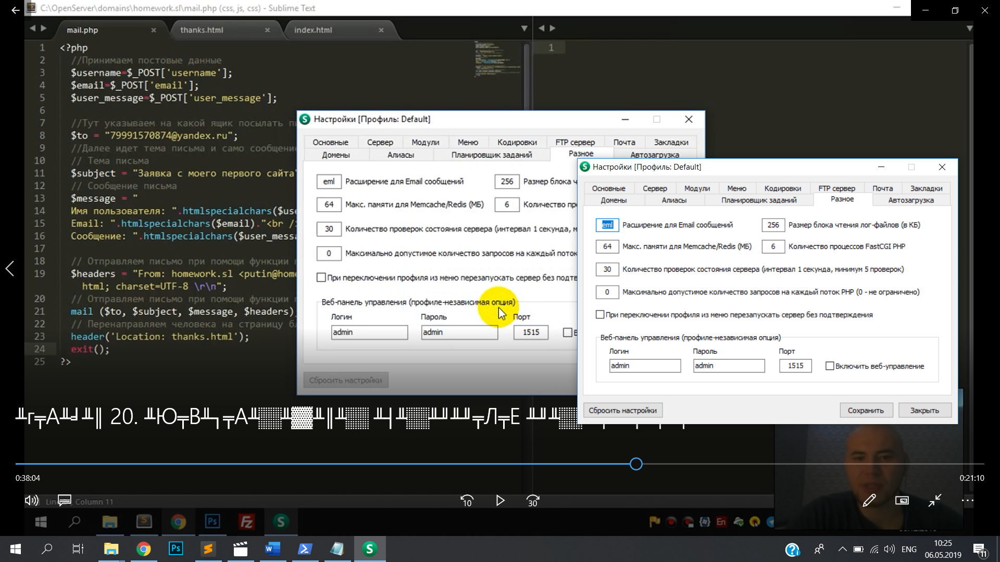 C:\OpenServer\domains\homework.sl\mail.php (css, js, css) - Sublime Text
mail.php
thanks.html
index.html
1 <?php
2 //Принимаем постовые данные
3 $username=$_POST['username'];
4 $email=$_POST['email'];
5 $user_message=$_POST['user_message'];
6
7 //Тут указываем на какой ящик посылать
8 $to = "79991570874@yandex.ru";
9 //Далее идет тема письма и само сообщение
10 // Тема письма
11 $subject = "Заявка с моего первого сайта"
12 // Сообщение письма
13 $message = "
14 Имя пользователя: ".htmlspecialchars($use
15 Email: ".htmlspecialchars($email)."<br /
16 Сообщение: ".htmlspecialchars($user_messa
17
18 // Отправляем письмо при помощи функции
19 $headers = "From: homework.sl <putin@home
html; charset=UTF-8 \r\n";
20 // Отправляем письмо при помощи функции
21 mail ($to, $subject, $message, $headers)
22 // Перенаправляем человека на страницу
23 header('Location: thanks.html');
24 exit();
25 ?>
1
Настройки [Профиль: Default]
Основные Сервер Модули Меню Кодировки FTP сервер Почта Закладки
Домены Алиасы Планировщик заданий Разное Автозагрузка
eml Расширение для Email сообщений 256 Размер блока
64 Макс. памяти для Memcache/Redis (МБ) 6 Количество
30 Количество проверок состояния сервера (интервал 1 секунда,
0 Максимально допустимое количество запросов на каждый поток
При переключении профиля из меню перезапускать сервер без
Веб-панель управления (профиле-независимая опция)
Логин Пароль Порт
admin admin 1515
Сбросить настройки
Настройки [Профиль: Default]
Основные Сервер Модули Меню Кодировки FTP сервер Почта Закладки
Домены Алиасы Планировщик заданий Разное Автозагрузка
eml Расширение для Email сообщений 256 Размер блока чтения лог-файлов (в КБ)
64 Макс. памяти для Memcache/Redis (МБ) 6 Количество процессов FastCGI PHP
30 Количество проверок состояния сервера (интервал 1 секунда, минимум 5 проверок)
0 Максимально допустимое количество запросов на каждый поток PHP (0 - не ограничено)
При переключении профиля из меню перезапускать сервер без подтверждения
Веб-панель управления (профиле-независимая опция)
Логин Пароль Порт
admin admin 1515 Включить веб-управление
Сбросить настройки Сохранить Закрыть
20.
0:38:04
0:21:10
10
30
Column 11
Ps
Fz
En
Ps
ENG
10:25
06.05.2019
11